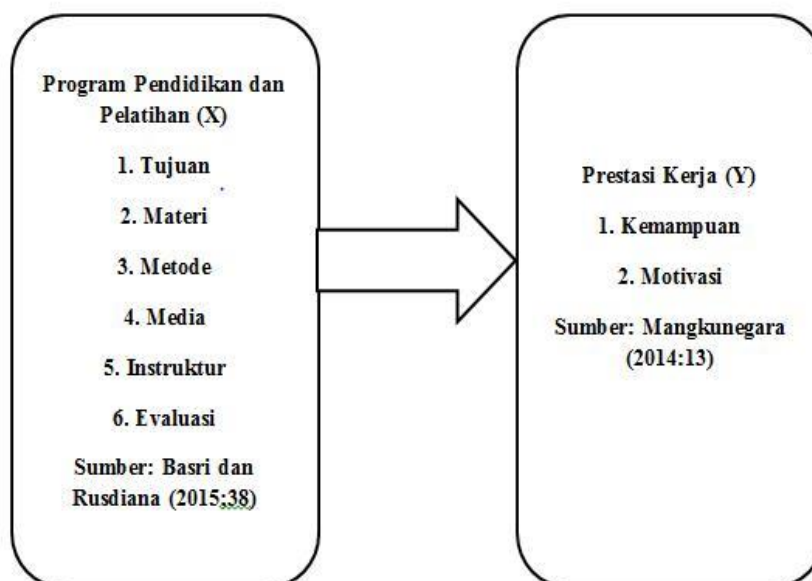 Program Pendidikan dan
Pelatihan (X)
1. Tujuan
2. Materi
3. Metode
4. Media
5. Instruktur
6. Evaluasi
Sumber: Basri dan
Rusdiana (2015;38)
Prestasi Kerja (Y)
1. Kemampuan
2. Motivasi
Sumber: Mangkunegara
(2014:13)